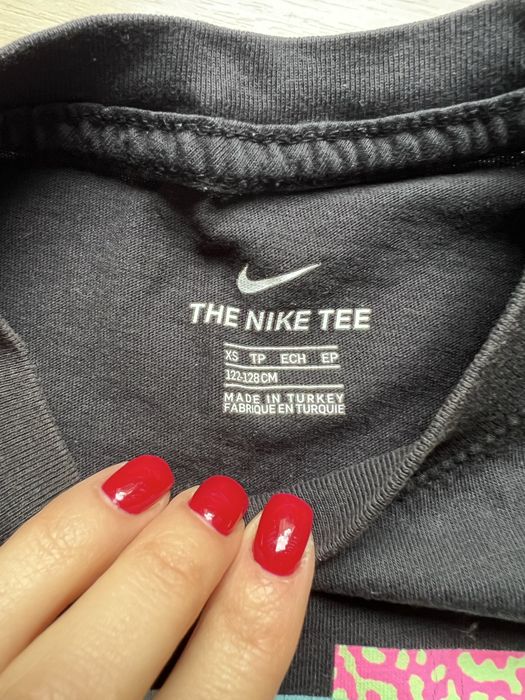 THE NIKE TEE
XS TP ECH EP
122-128 CM
MADE IN TURKEY
FABRIQUE EN TURQUIE